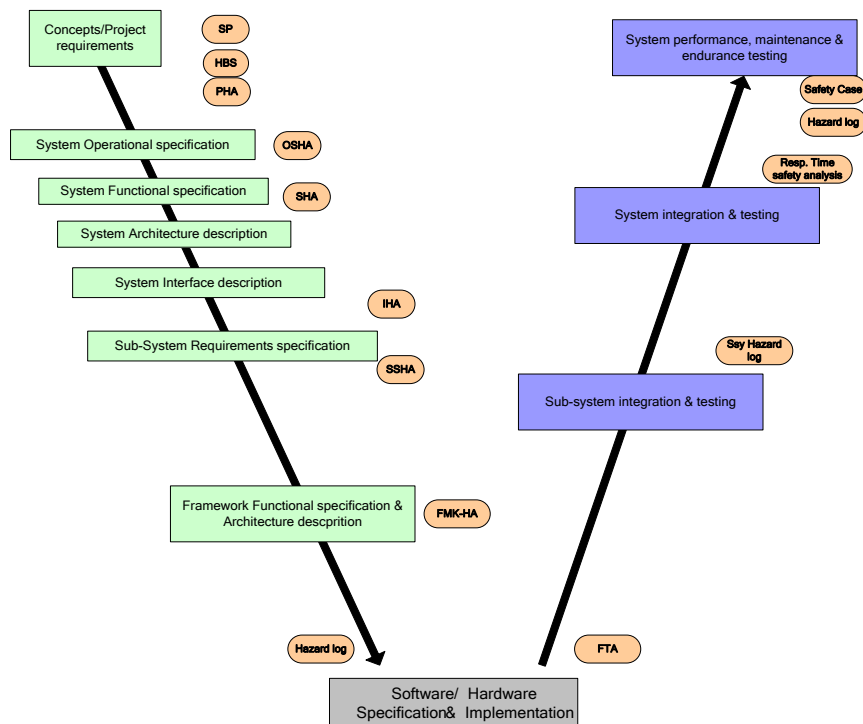 Concepts/Project
requirements
SP
HBS
PHA
System Operational specification
OSHA
System Functional specification
SHA
System Architecture description
System Interface description
IHA
Sub-System Requirements specification
SSHA
Framework Functional specification &
Architecture descprition
FMK-HA
Hazard log
Software/ Hardware
Specification& Implementation
FTA
Sub-system integration & testing
Ssy Hazard
log
System integration & testing
Resp. Time
safety analysis
Hazard log
Safety Case
System performance, maintenance &
endurance testing